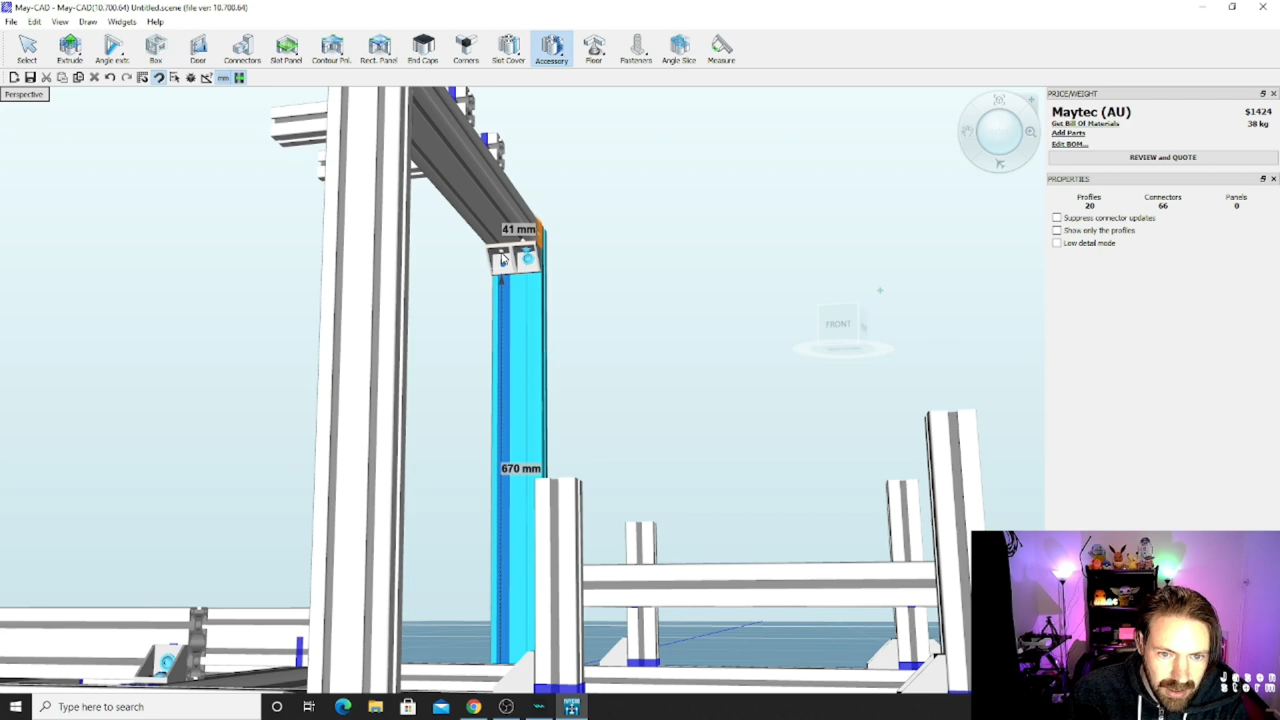 May-CAD - May-CAD(10.700.64) Untitled.scene (file ver: 10.700.64)
File Edit View Draw Widgets Help
Select Extrude Angle extr. Box Door Connectors Slot Panel Contour Pnl. Rect. Panel End Caps Corners Slot Cover Accessory Floor Fasteners Angle Slice Measure
mm
Perspective
PRICE/WEIGHT
Maytec (AU) $1424
Get Bill Of Materials 38 kg
Add Parts
Edit BOM...
REVIEW and QUOTE
PROPERTIES
Profiles Connectors Panels
20 66 0
Suppress connector updates
Show only the profiles
Low detail mode
41 mm
FRONT
670 mm
Jason
storm
Type here to search